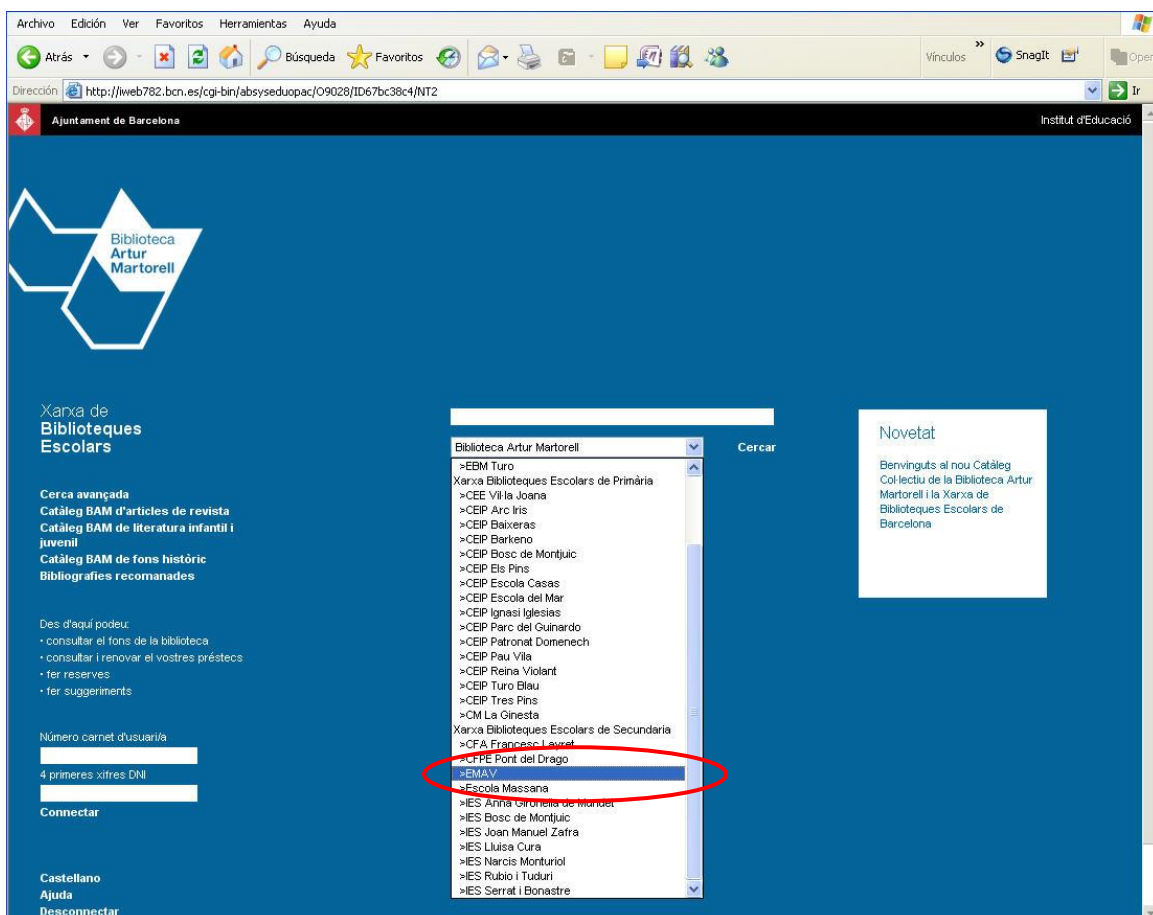 Archivo Edición Ver Favoritos Herramientas Ayuda
Atrás Búsqueda Favoritos Vínculos » SnagIt
Dirección http://iweb782.bcn.es/cgi-bin/absyseduopac/O9028/ID67bc38c4/NT2 Ir
Ajuntament de Barcelona Institut d'Educació
Biblioteca
Artur
Martorell
Xarxa de
Biblioteques
Escolars
Cerca avançada
Catàleg BAM d'articles de revista
Catàleg BAM de literatura infantil i
juvenil
Catàleg BAM de fons històric
Bibliografies recomanades
Des d'aquí podeu:
• consultar el fons de la biblioteca
• consultar i renovar el vostres préstecs
• fer reserves
• fer suggeriments
Número carnet d'usuari/a
4 primeres xifres DNI
Connectar
Castellano
Ajuda
Desconnectar
Biblioteca Artur Martorell Cercar
>EBM Turo
Xarxa Biblioteques Escolars de Primària
>CEE Vil·la Joana
>CEIP Arc Iris
>CEIP Baixeras
>CEIP Barkeno
>CEIP Bosc de Montjuic
>CEIP Els Pins
>CEIP Escola Casas
>CEIP Escola del Mar
>CEIP Ignasi Iglesias
>CEIP Parc del Guinardo
>CEIP Patronat Domenech
>CEIP Pau Vila
>CEIP Reina Violant
>CEIP Turo Blau
>CEIP Tres Pins
>CM La Ginesta
Xarxa Biblioteques Escolars de Secundaria
>CFA Francesc Layret
>CFPE Pont del Drago
>EMAV
>Escola Massana
>IES Anna Gironella de Mundet
>IES Bosc de Montjuic
>IES Joan Manuel Zafra
>IES Lluisa Cura
>IES Narcis Monturiol
>IES Rubio i Tuduri
>IES Serrat i Bonastre
Novetat
Benvinguts al nou Catàleg
Col·lectiu de la Biblioteca Artur
Martorell i la Xarxa de
Biblioteques Escolars de
Barcelona